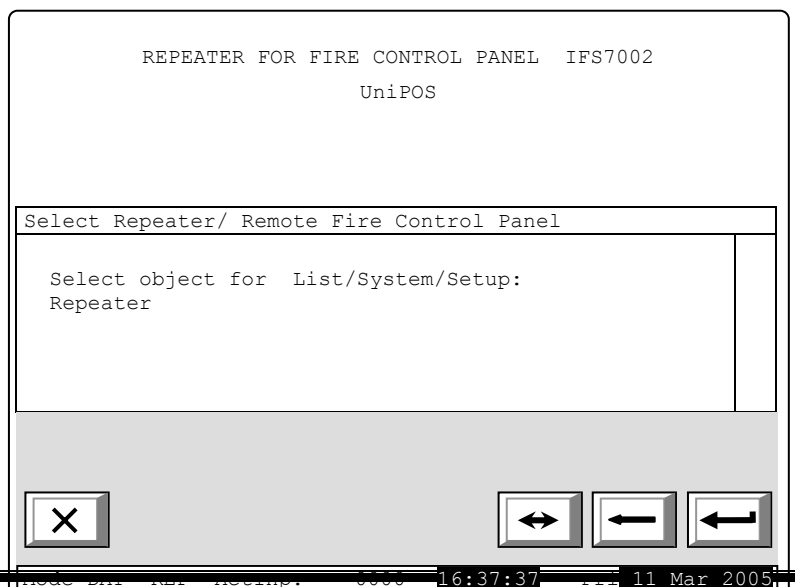 REPEATER FOR FIRE CONTROL PANEL IFS7002
UniPOS
Select Repeater/ Remote Fire Control Panel
Select object for List/System/Setup:
Repeater
16:37:37 11 Mar 2005